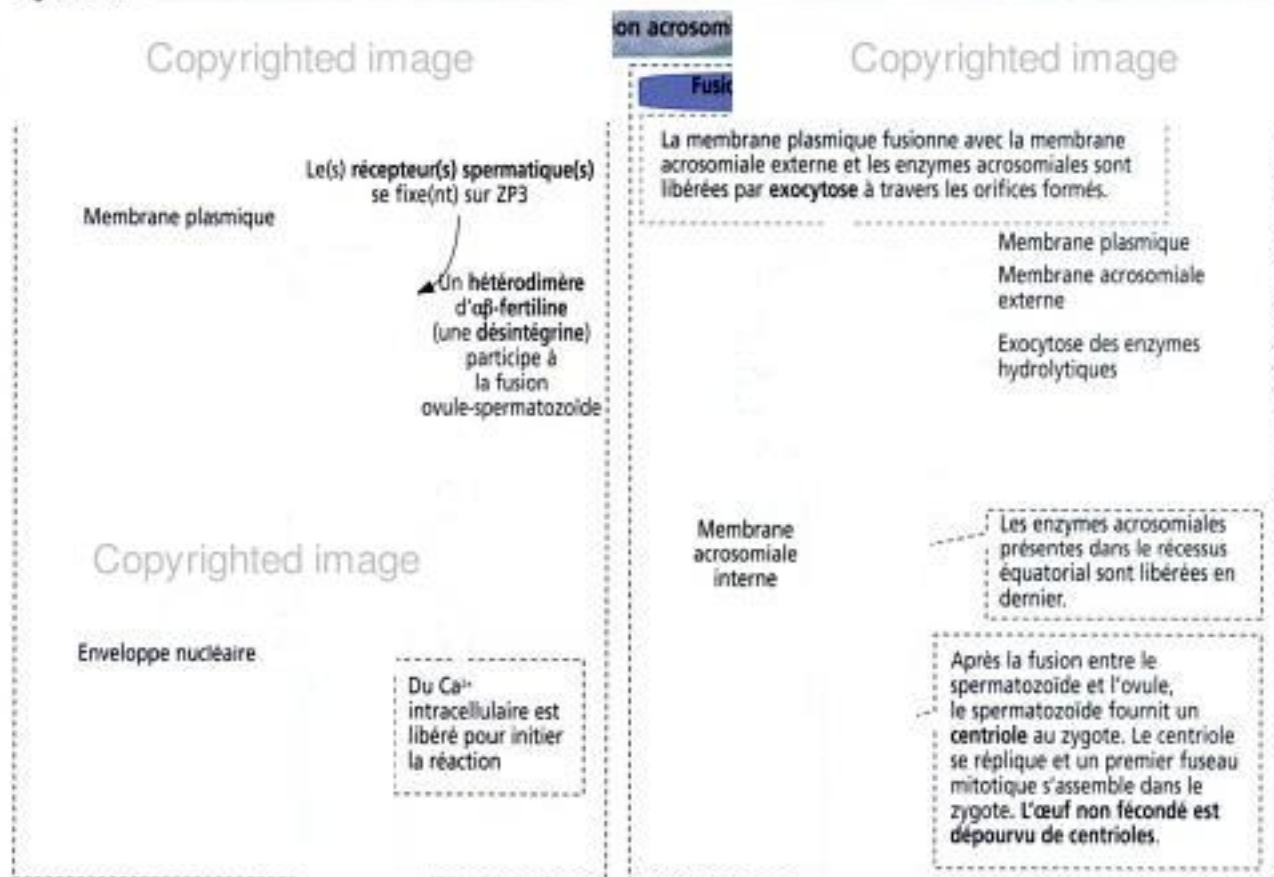 Copyrighted image
on acrosom
Copyrighted image
Le(s) récepteur(s) spermatique(s)
se fixe(nt) sur ZP3
Membrane plasmique
Un hétérodimère
d'αβ-fertiline
(une désintégrine)
participe à
la fusion
ovule-spermatozoïde
Copyrighted image
Enveloppe nucléaire
Du Ca²⁺
intracellulaire est
libéré pour initier
la réaction
Fusi
La membrane plasmique fusionne avec la membrane
acrosomiale externe et les enzymes acrosomiales sont
libérées par exocytose à travers les orifices formés.
Membrane plasmique
Membrane acrosomiale
externe
Exocytose des enzymes
hydrolytiques
Membrane
acrosomiale
interne
Les enzymes acrosomiales
présentes dans le récessus
équatorial sont libérées en
dernier.
Après la fusion entre le
spermatozoïde et l'ovule,
le spermatozoïde fournit un
centriole au zygote. Le centriole
se réplique et un premier fuseau
mitotique s'assemble dans le
zygote. L'œuf non fécondé est
dépourvu de centrioles.